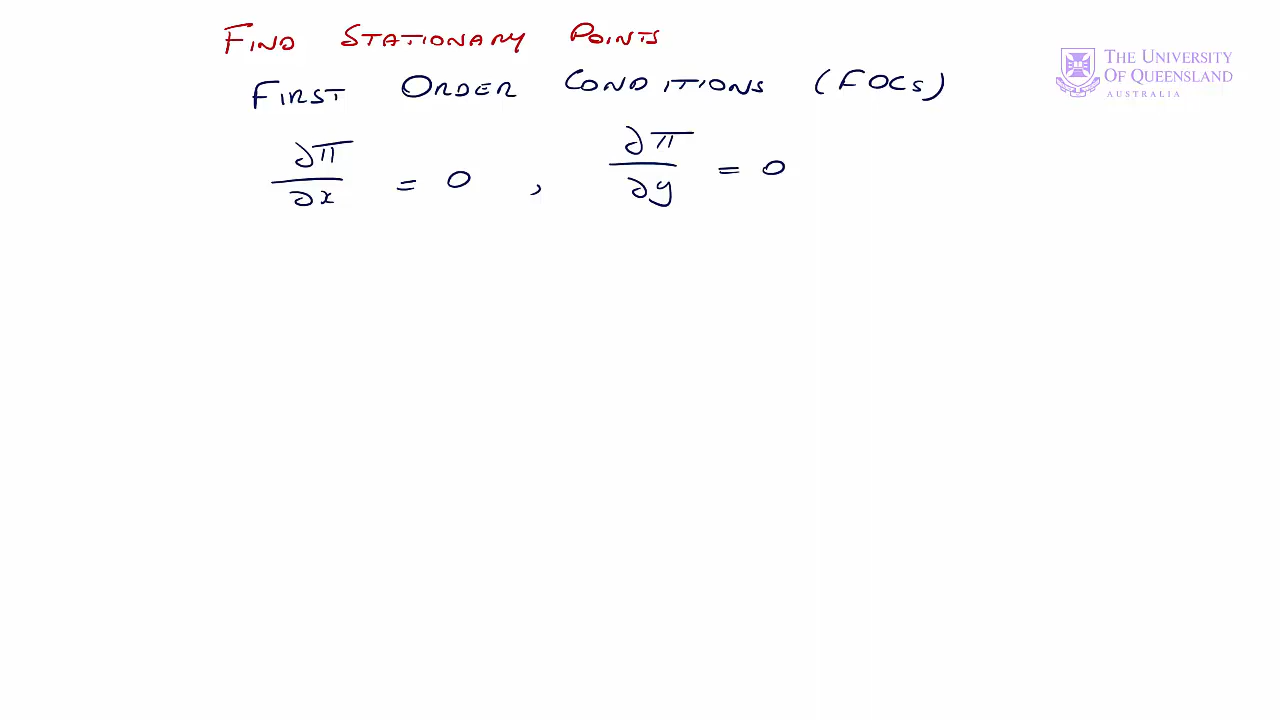 FIND STATIONARY POINTS
THE UNIVERSITY
OF QUEENSLAND
AUSTRALIA
FIRST ORDER CONDITIONS (FOCs)
∂π/∂x = 0 , ∂π/∂y = 0